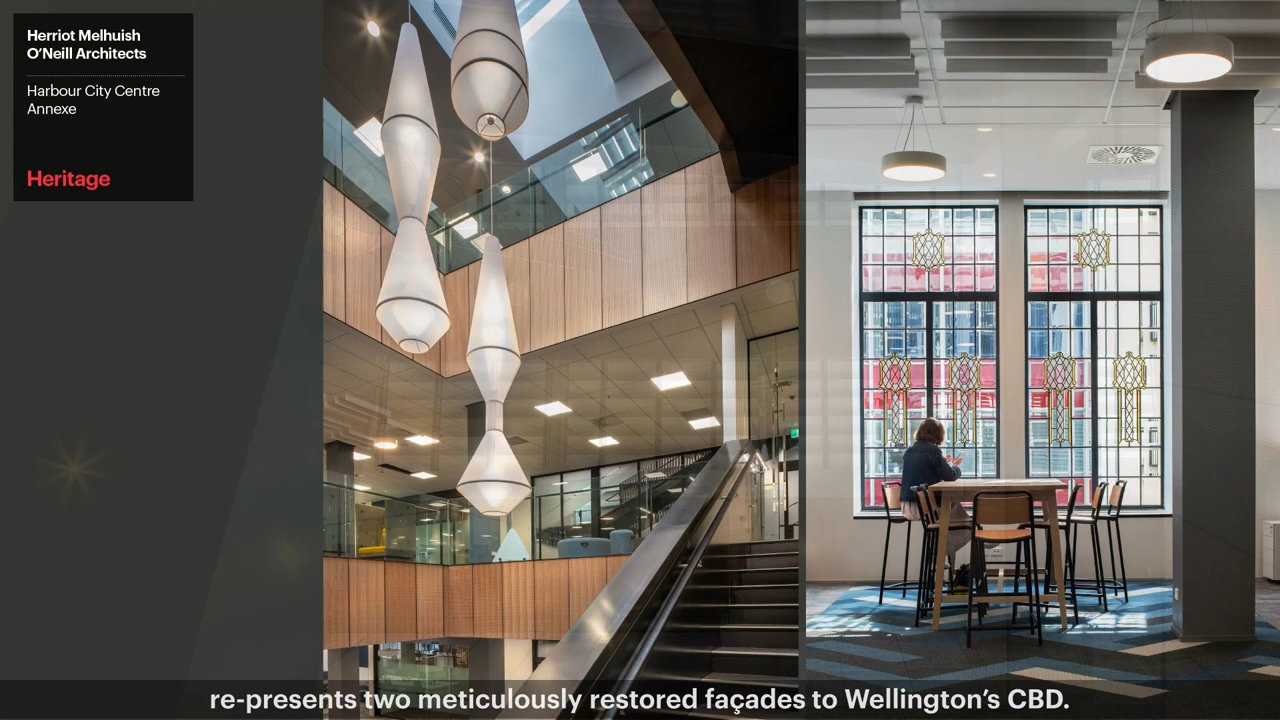 Herriot Melhuish
O’Neill Architects
Harbour City Centre
Annexe
Heritage
re-presents two meticulously restored façades to Wellington’s CBD.